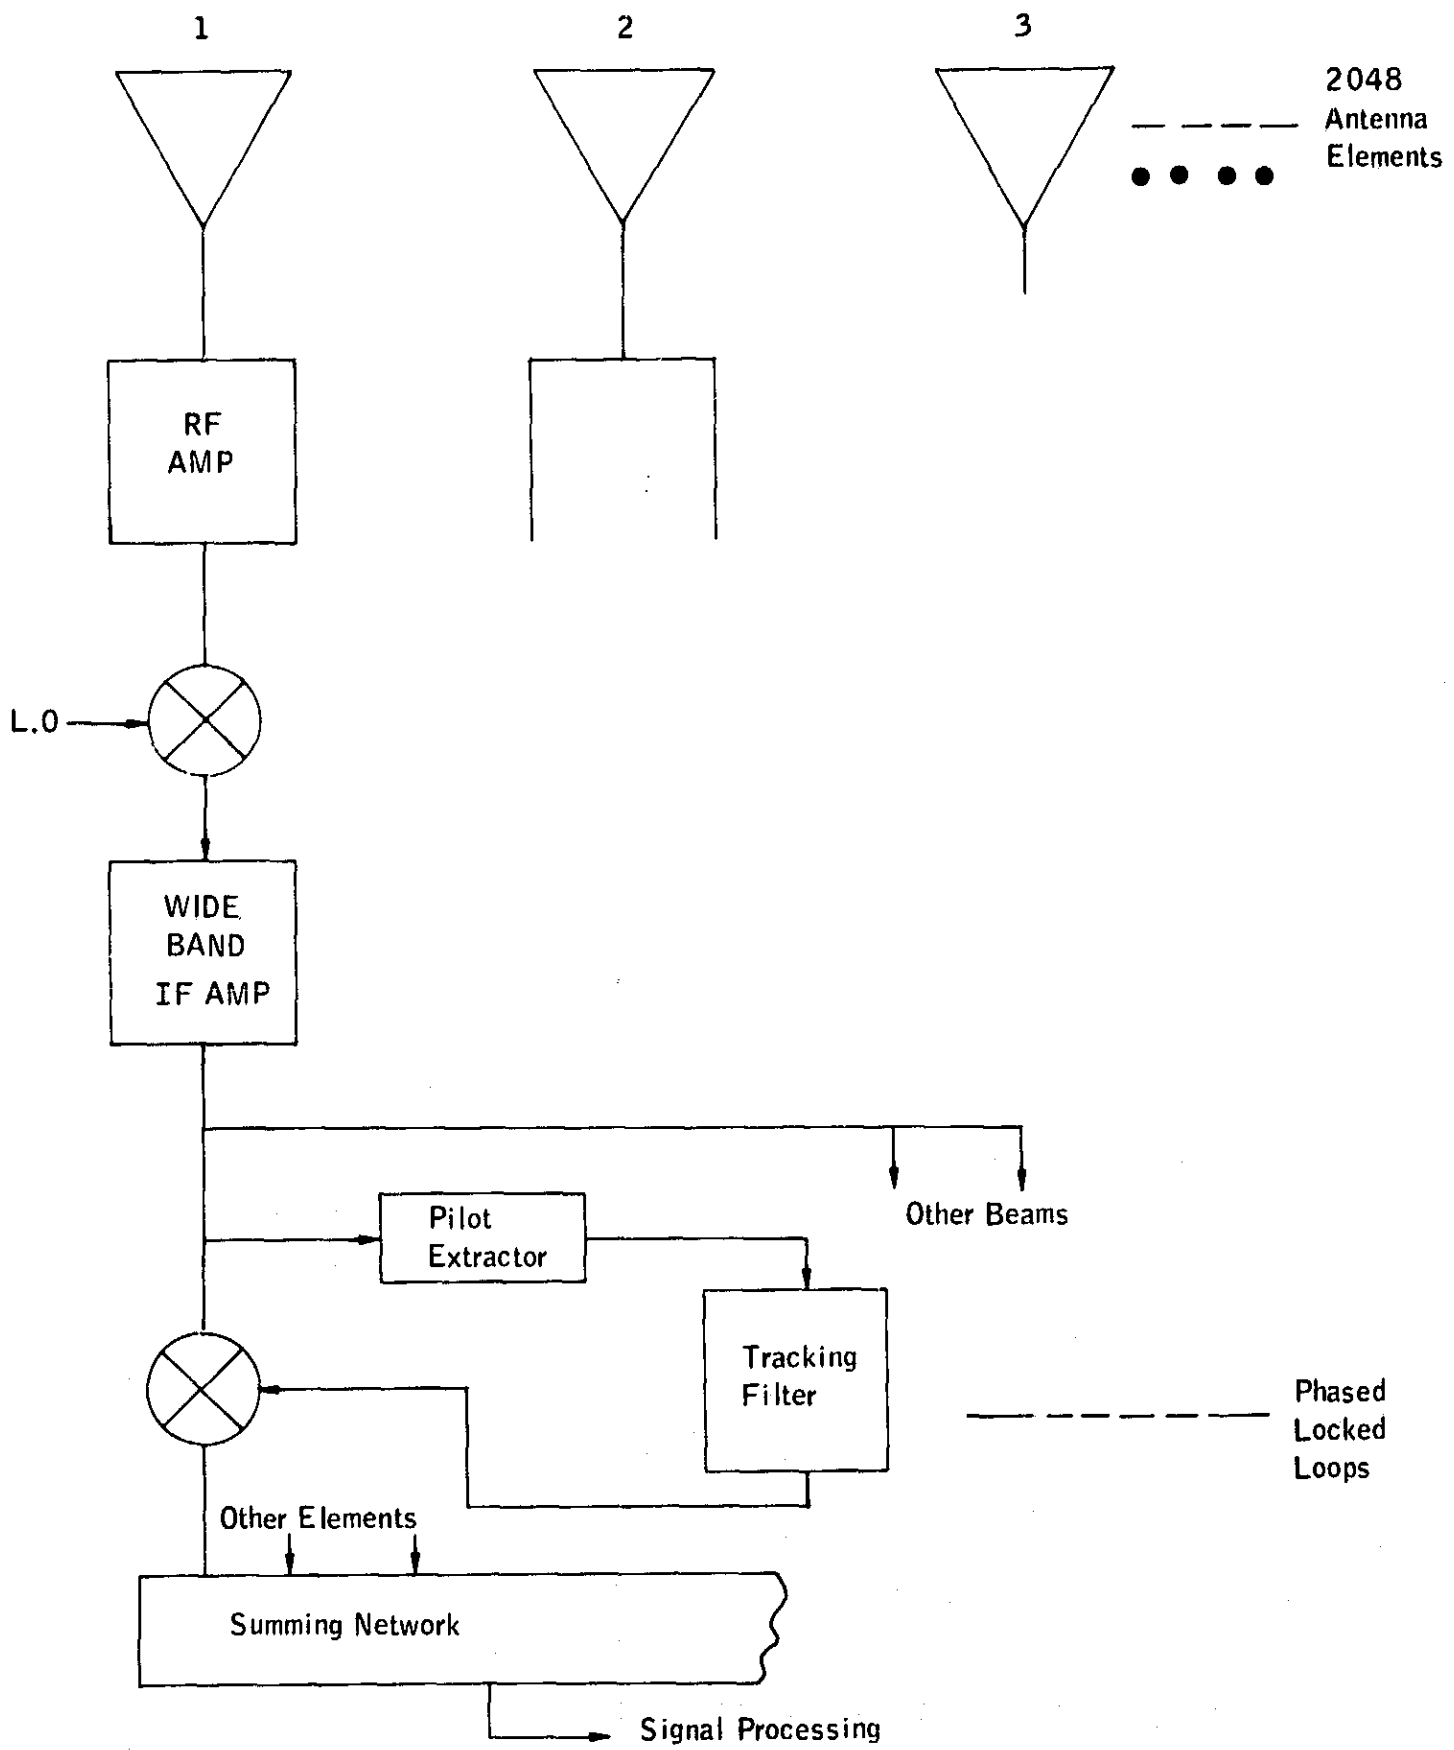 1
2
3
2048
Antenna
Elements
RF
AMP
L.O
WIDE
BAND
IF AMP
Other Beams
Pilot
Extractor
Tracking
Filter
Phased
Locked
Loops
Other Elements
Summing Network
Signal Processing